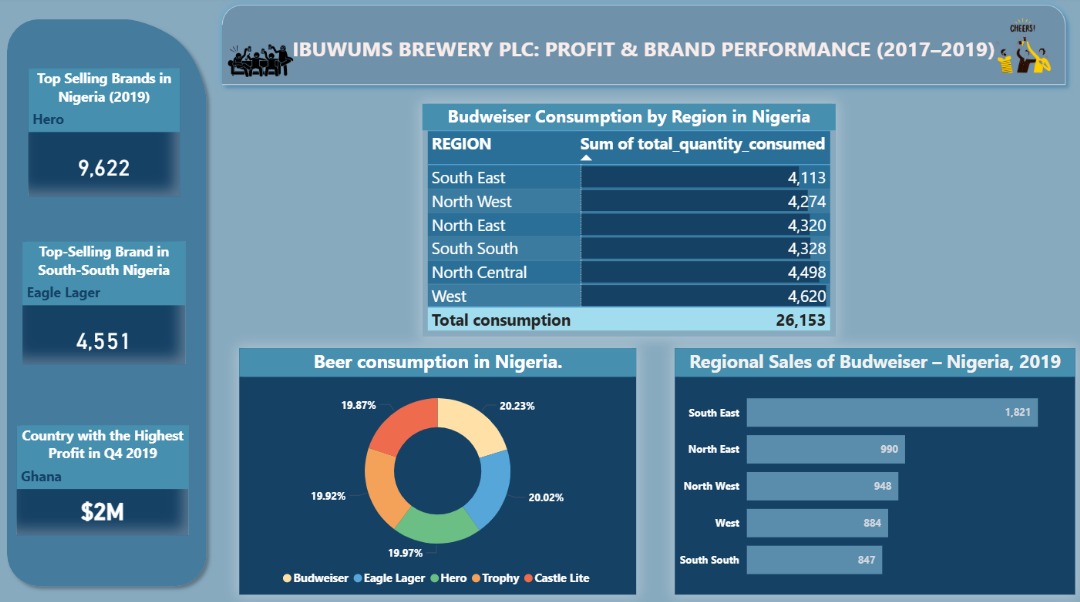 IBUWUMS BREWERY PLC: PROFIT & BRAND PERFORMANCE (2017–2019)
CHEERS!
Top Selling Brands in
Nigeria (2019)
Hero
9,622
Top-Selling Brand in
South-South Nigeria
Eagle Lager
4,551
Country with the Highest
Profit in Q4 2019
Ghana
$2M
Budweiser Consumption by Region in Nigeria
REGION Sum of total_quantity_consumed
South East 4,113
North West 4,274
North East 4,320
South South 4,328
North Central 4,498
West 4,620
Total consumption 26,153
Beer consumption in Nigeria.
19.87% 20.23%
19.92% 20.02%
19.97%
Budweiser Eagle Lager Hero Trophy Castle Lite
Regional Sales of Budweiser – Nigeria, 2019
South East 1,821
North East 990
North West 948
West 884
South South 847